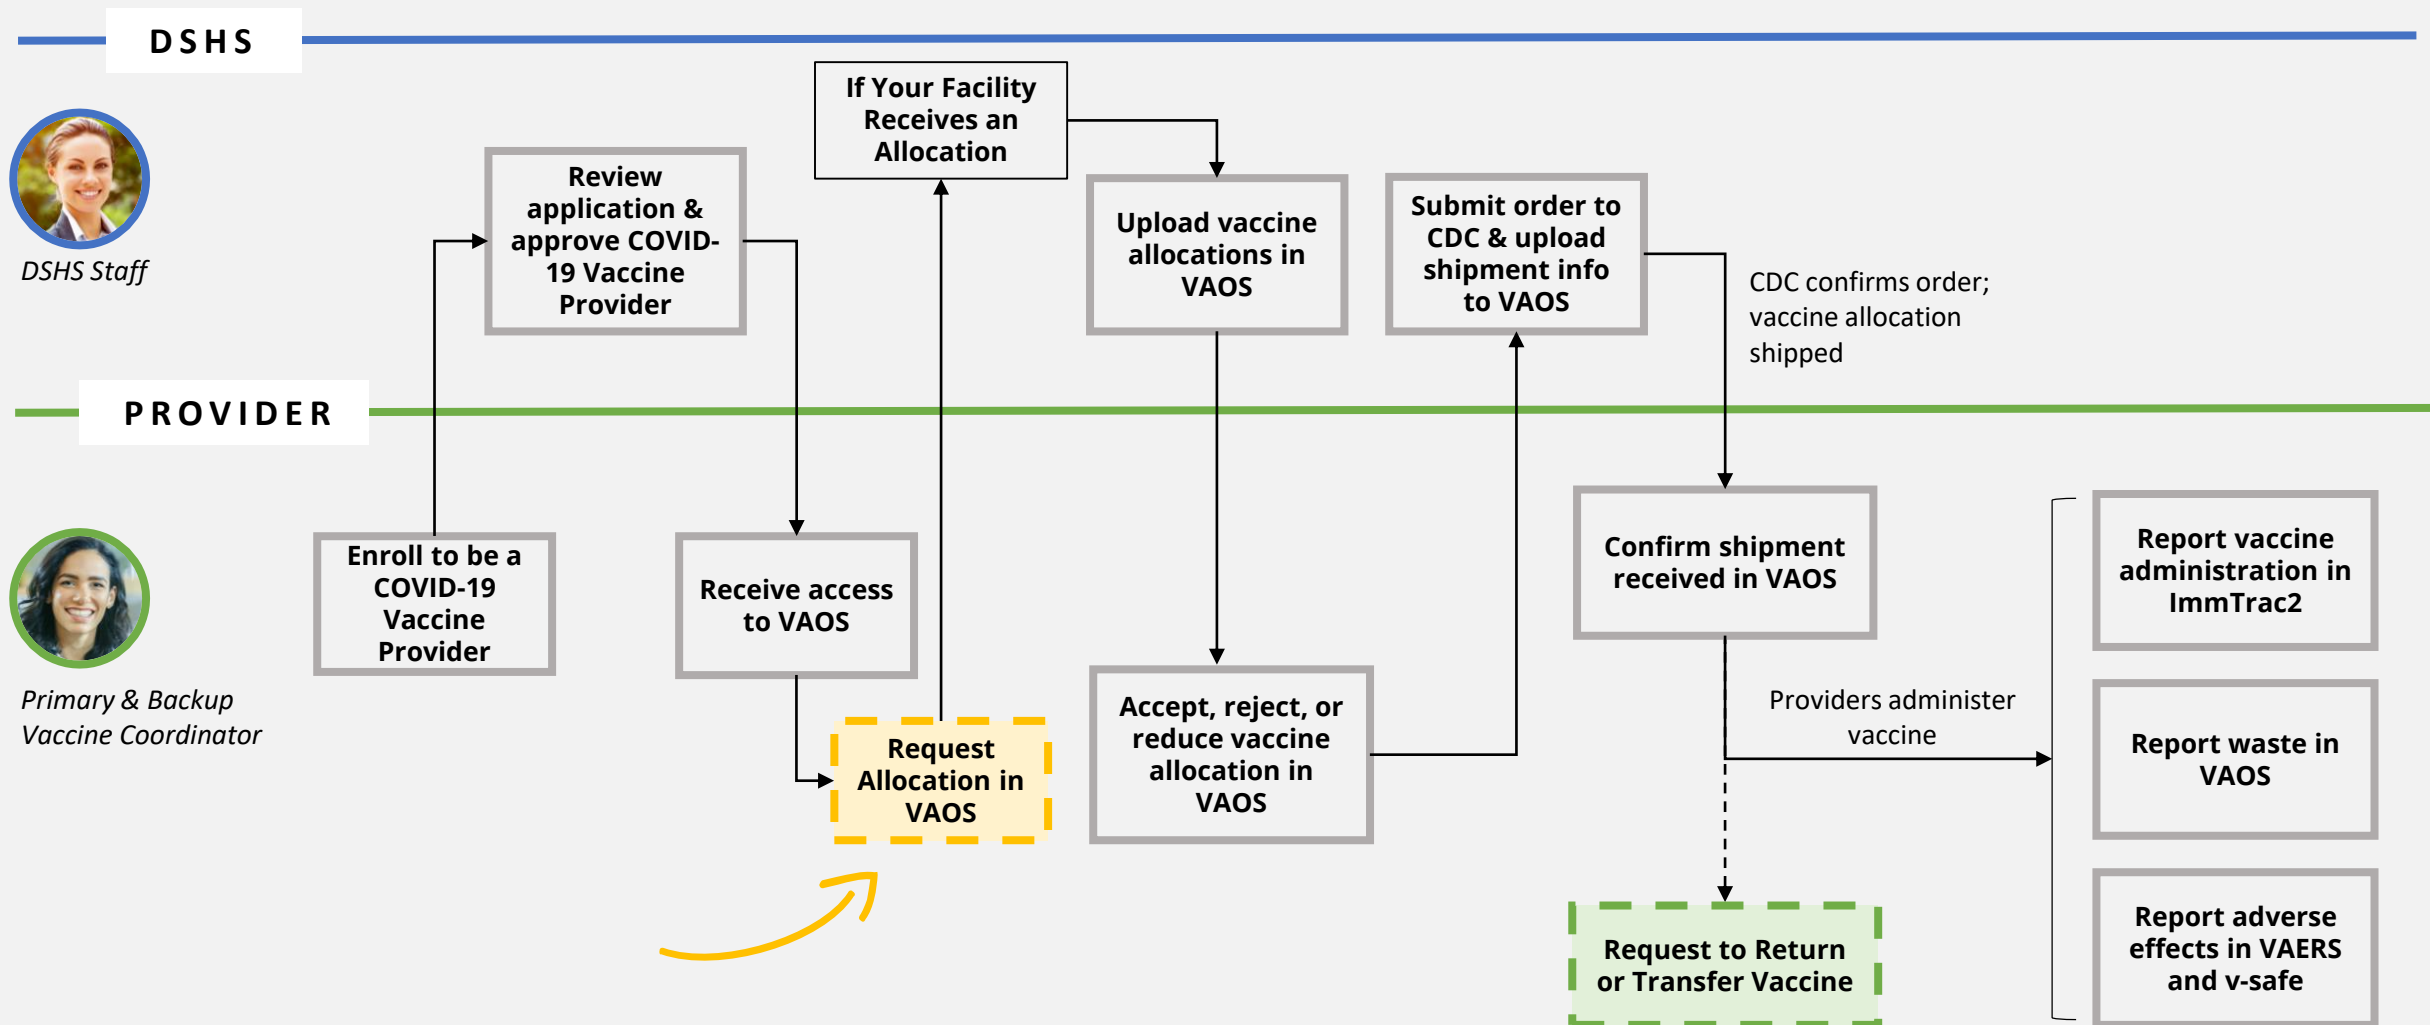 DSHS
If Your Facility
Receives an
Allocation
Review
application &
approve COVID-
19 Vaccine
Provider
Upload vaccine
allocations in
VAOS
Submit order to
CDC & upload
shipment info
to VAOS
DSHS Staff
CDC confirms order;
vaccine allocation
shipped
PROVIDER
Enroll to be a
COVID-19
Vaccine
Provider
Receive access
to VAOS
Confirm shipment
received in VAOS
Report vaccine
administration in
ImmTrac2
Primary & Backup
Vaccine Coordinator
Request
Allocation in
VAOS
Accept, reject, or
reduce vaccine
allocation in
VAOS
Providers administer
vaccine
Report waste in
VAOS
Request to Return
or Transfer Vaccine
Report adverse
effects in VAERS
and v-safe